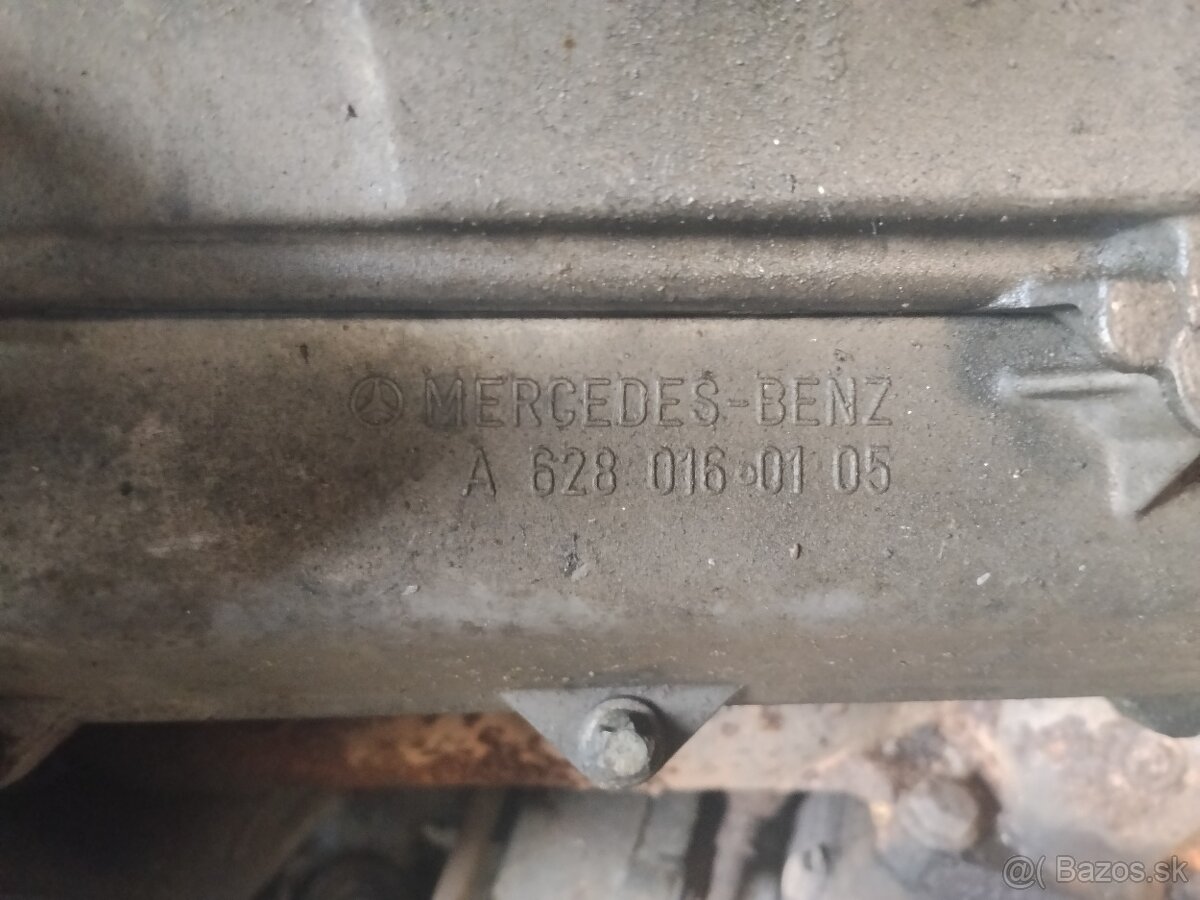 MERCEDES-BENZ
A 628 016 01 05
@( Bazos.sk